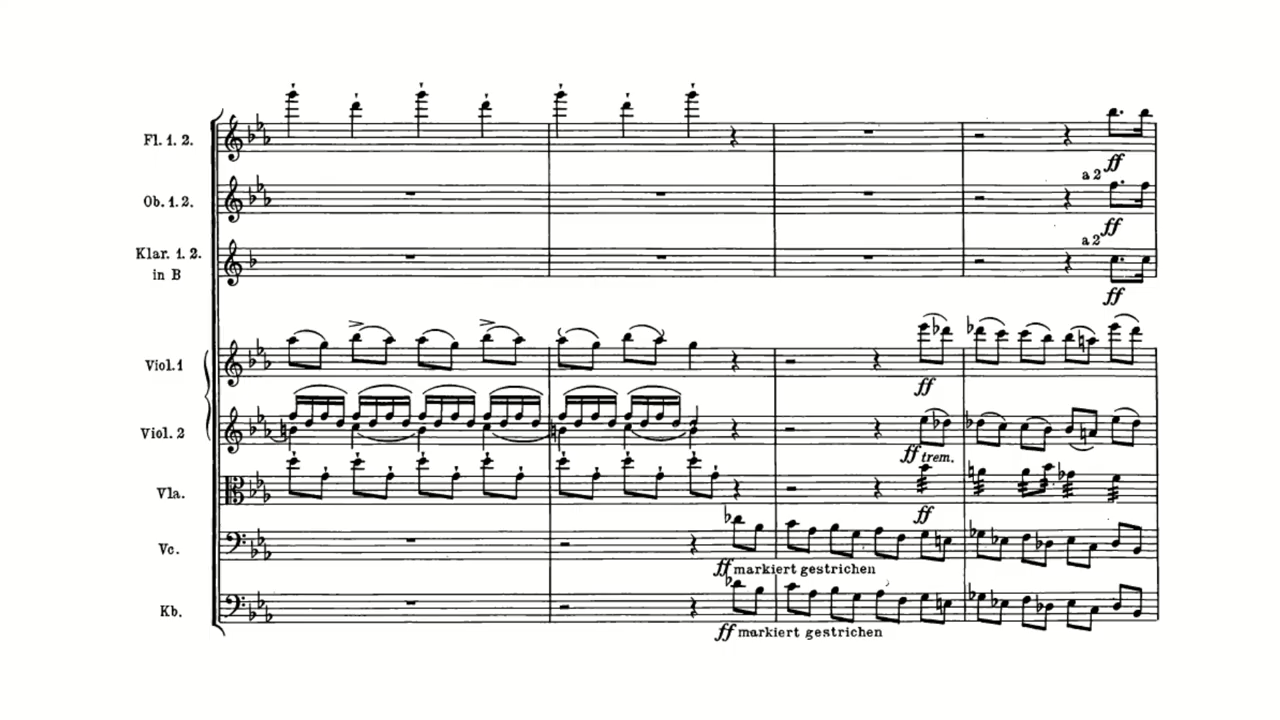 Fl. 1. 2.
ff
a 2
Ob. 1. 2.
ff
a 2
Klar. 1. 2.
in B
ff
Viol. 1
ff
Viol. 2
ff trem.
Vla.
ff
Vc.
ff markiert gestrichen
Kb.
ff markiert gestrichen